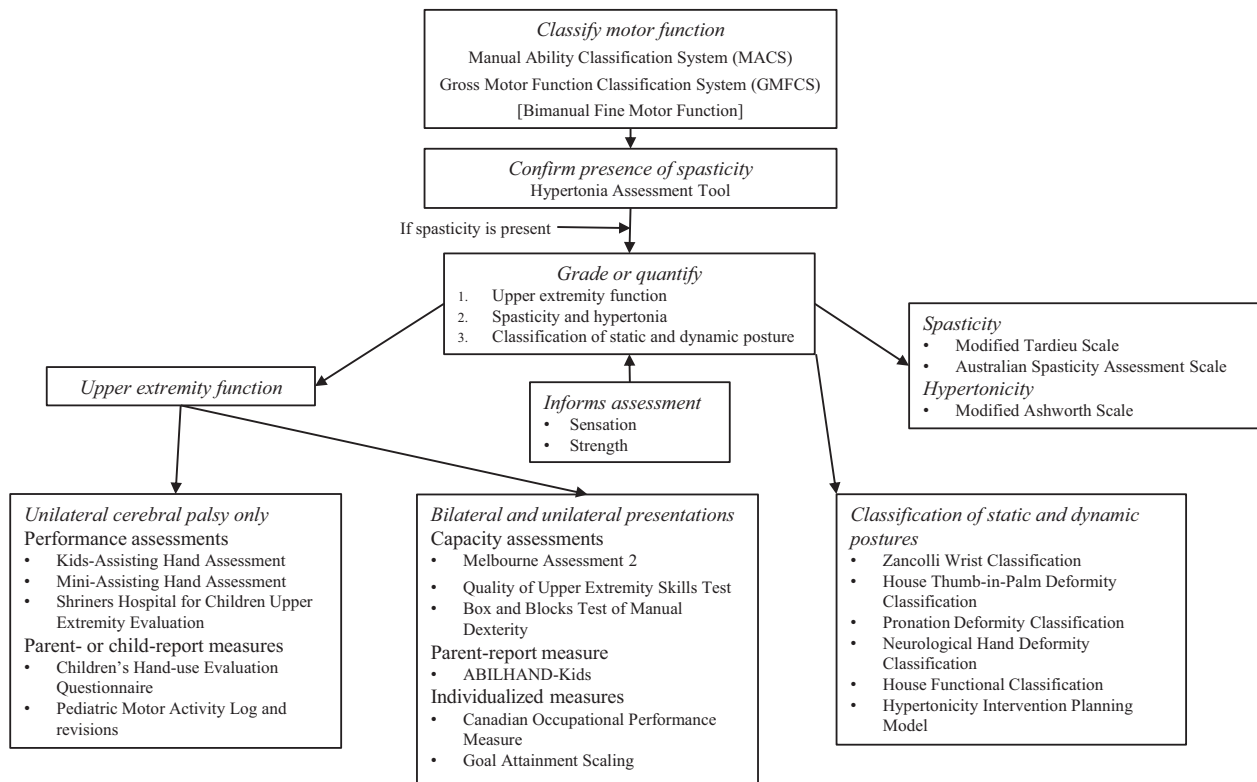 Classify motor function
Manual Ability Classification System (MACS)
Gross Motor Function Classification System (GMFCS)
[Bimanual Fine Motor Function]
Confirm presence of spasticity
Hypertonia Assessment Tool
If spasticity is present
Grade or quantify
1. Upper extremity function
2. Spasticity and hypertonia
3. Classification of static and dynamic posture
Spasticity
• Modified Tardieu Scale
• Australian Spasticity Assessment Scale
Hypertonicity
• Modified Ashworth Scale
Upper extremity function
Informs assessment
• Sensation
• Strength
Unilateral cerebral palsy only
Performance assessments
• Kids-Assisting Hand Assessment
• Mini-Assisting Hand Assessment
• Shriners Hospital for Children Upper
Extremity Evaluation
Parent- or child-report measures
• Children’s Hand-use Evaluation
Questionnaire
• Pediatric Motor Activity Log and
revisions
Bilateral and unilateral presentations
Capacity assessments
• Melbourne Assessment 2
• Quality of Upper Extremity Skills Test
• Box and Blocks Test of Manual
Dexterity
Parent-report measure
• ABILHAND-Kids
Individualized measures
• Canadian Occupational Performance
Measure
• Goal Attainment Scaling
Classification of static and dynamic
postures
• Zancolli Wrist Classification
• House Thumb-in-Palm Deformity
Classification
• Pronation Deformity Classification
• Neurological Hand Deformity
Classification
• House Functional Classification
• Hypertonicity Intervention Planning
Model